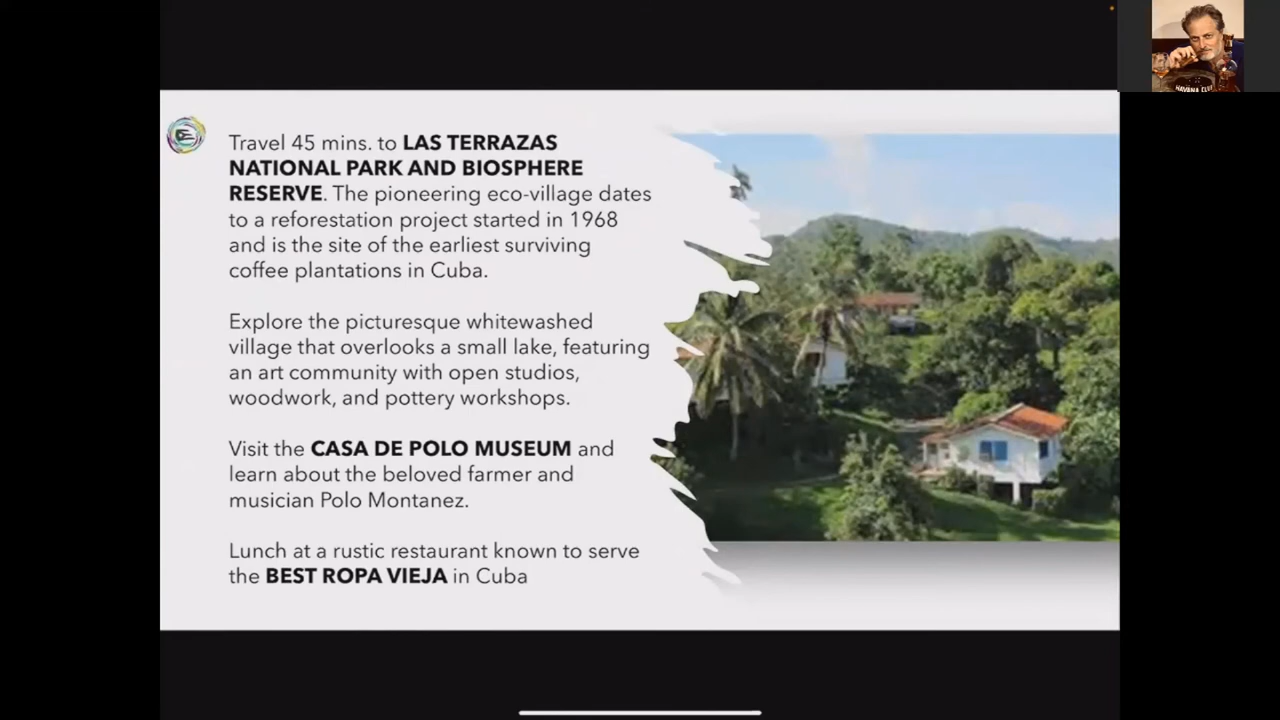 Travel 45 mins. to LAS TERRAZAS
NATIONAL PARK AND BIOSPHERE
RESERVE. The pioneering eco-village dates
to a reforestation project started in 1968
and is the site of the earliest surviving
coffee plantations in Cuba.
Explore the picturesque whitewashed
village that overlooks a small lake, featuring
an art community with open studios,
woodwork, and pottery workshops.
Visit the CASA DE POLO MUSEUM and
learn about the beloved farmer and
musician Polo Montanez.
Lunch at a rustic restaurant known to serve
the BEST ROPA VIEJA in Cuba
HAVANA CLUB